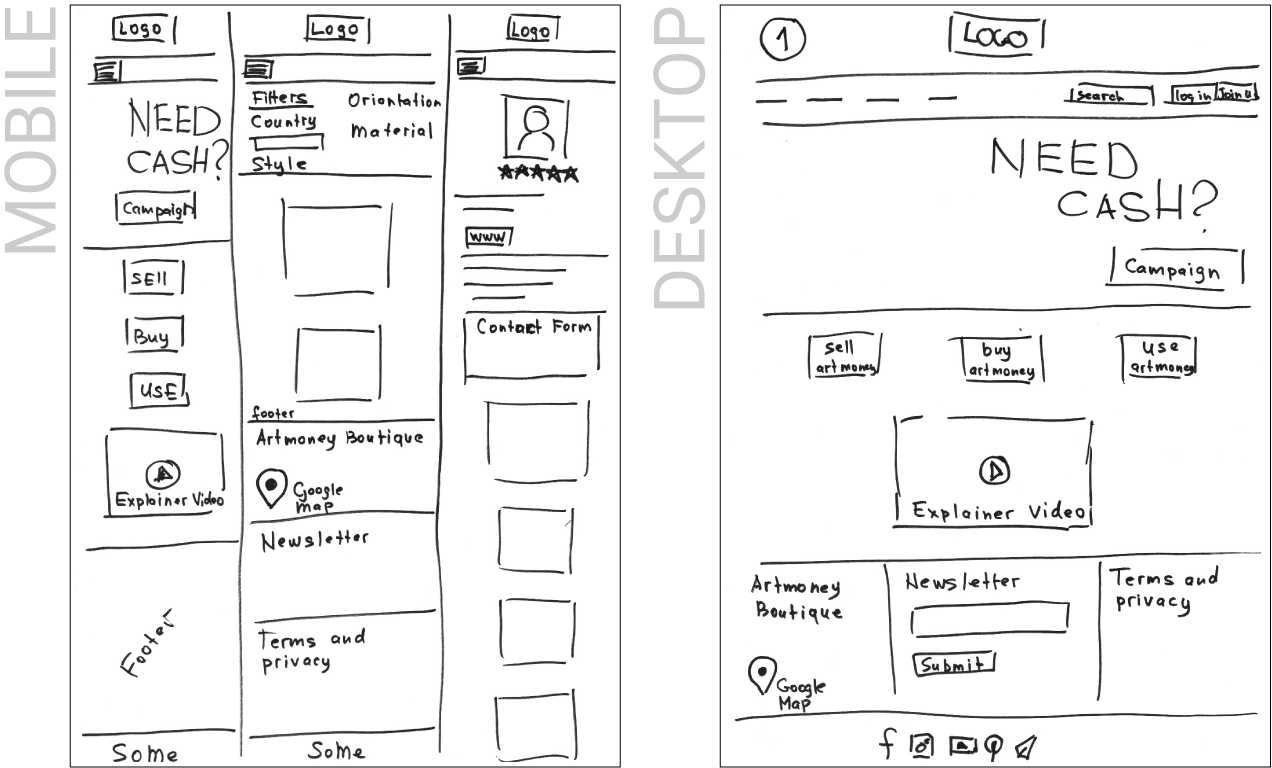 MOBILE
Logo
NEED
CASH?
Campaign
SEll
Buy
USE
Explainer Video
Footer
Some
Logo
Filters
Orientation
Country
Material
Style
footer
Artmoney Boutique
Google
map
Newsletter
Terms and
privacy
Some
Logo
www
Contact Form
DESKTOP
1
LOGO
search
log in
Join us
NEED
CASH?
Campaign
sell
art money
buy
art money
use
artmoney
Explainer Video
Artmoney
Boutique
Google
Map
Newsletter
Submit
Terms and
privacy
f